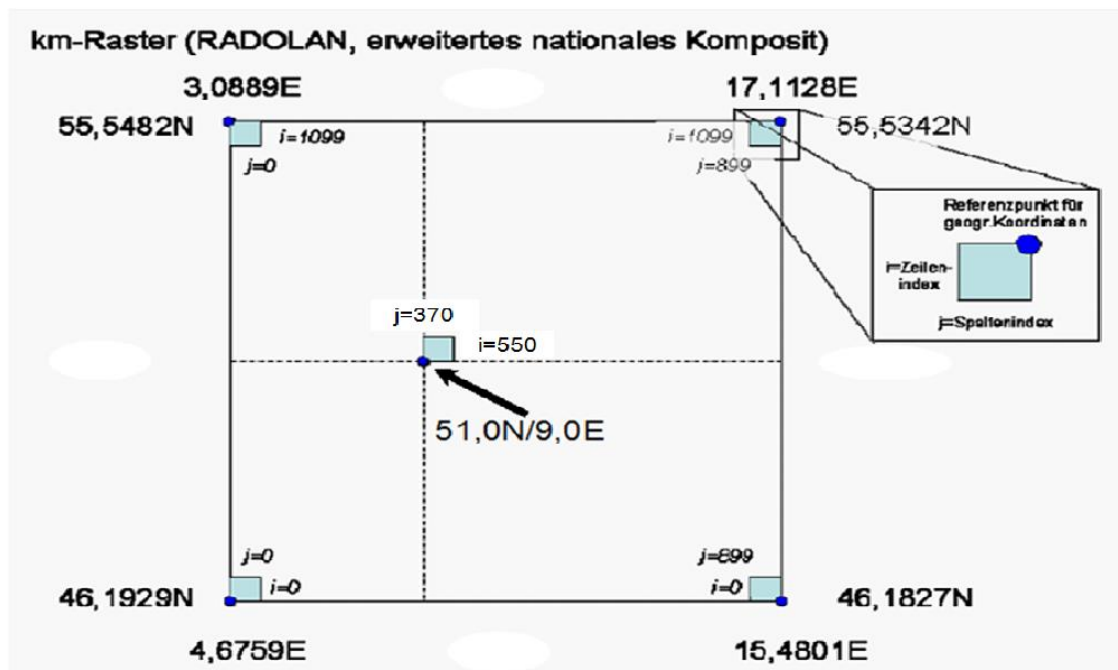 km-Raster (RADOLAN, erweitertes nationales Komposit)
3,0889E
17,1128E
55,5482N
55,5342N
i=1099
j=0
i=1099
j=899
Referenzpunkt für
geogr.Koordinaten
i=Zeilen-
index
j=Spaltenindex
j=370
i=550
51,0N/9,0E
j=0
i=0
j=899
i=0
46,1929N
46,1827N
4,6759E
15,4801E